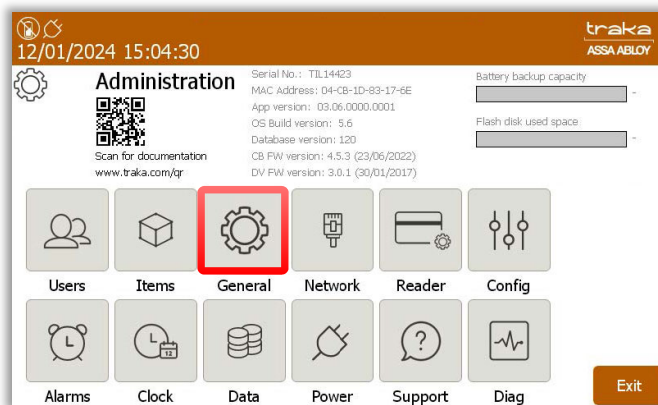 12/01/2024 15:04:30
traka
ASSA ABLOY
Administration
Scan for documentation
www.traka.com/qr
Serial No.: TIL14423
MAC Address: 04-CB-1D-83-17-6E
App version: 03.06.0000.0001
OS Build version: 5.6
Database version: 120
CB FW version: 4.5.3 (23/06/2022)
DV FW version: 3.0.1 (30/01/2017)
Battery backup capacity
-
Flash disk used space
-
Users
Items
General
Network
Reader
Config
12
Alarms
Clock
Data
Power
Support
Diag
Exit